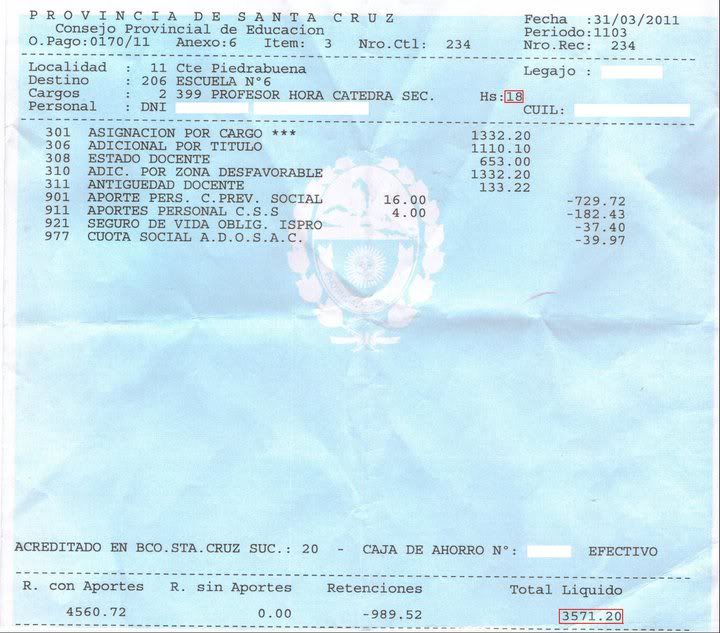 PROVINCIA DE SANTA CRUZ Fecha :31/03/2011
Consejo Provincial de Educacion Periodo:1103
O.Pago:0170/11 Anexo:6 Item: 3 Nro.Ctl: 234 Nro.Rec: 234
Localidad : 11 Cte Piedrabuena Legajo :
Destino : 206 ESCUELA N°6
Cargos : 2 399 PROFESOR HORA CATEDRA SEC. Hs:18
Personal : DNI CUIL:
301 ASIGNACION POR CARGO *** 1332.20
306 ADICIONAL POR TITULO 1110.10
308 ESTADO DOCENTE 653.00
310 ADIC. POR ZONA DESFAVORABLE 1332.20
311 ANTIGUEDAD DOCENTE 133.22
901 APORTE PERS. C.PREV. SOCIAL 16.00 -729.72
911 APORTES PERSONAL C.S.S 4.00 -182.43
921 SEGURO DE VIDA OBLIG. ISPRO -37.40
977 CUOTA SOCIAL A.D.O.S.A.C. -39.97
ACREDITADO EN BCO.STA.CRUZ SUC.: 20 - CAJA DE AHORRO N°: EFECTIVO
R. con Aportes R. sin Aportes Retenciones Total Liquido
4560.72 0.00 -989.52 3571.20